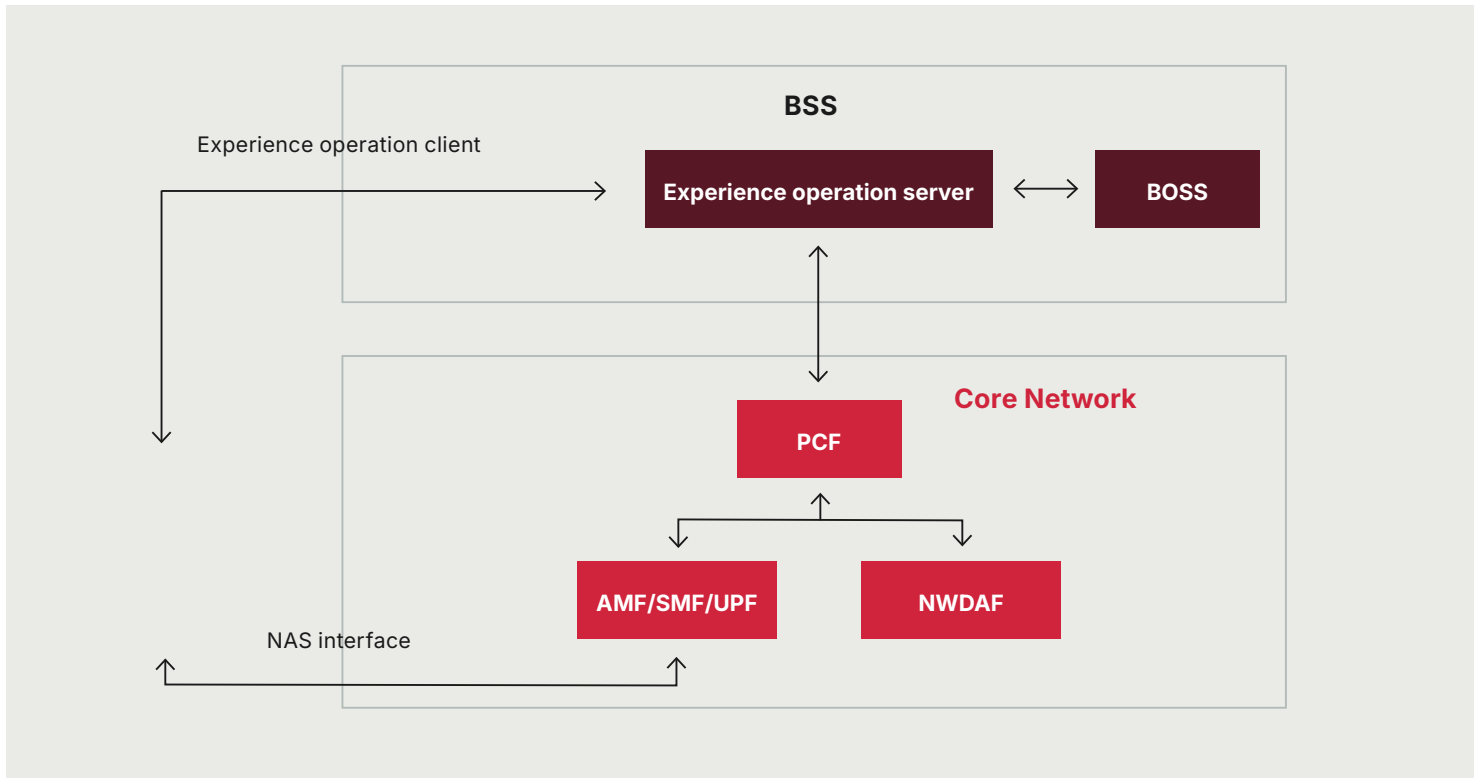 BSS
Experience operation client
Experience operation server
BOSS
Core Network
PCF
AMF/SMF/UPF
NWDAF
NAS interface